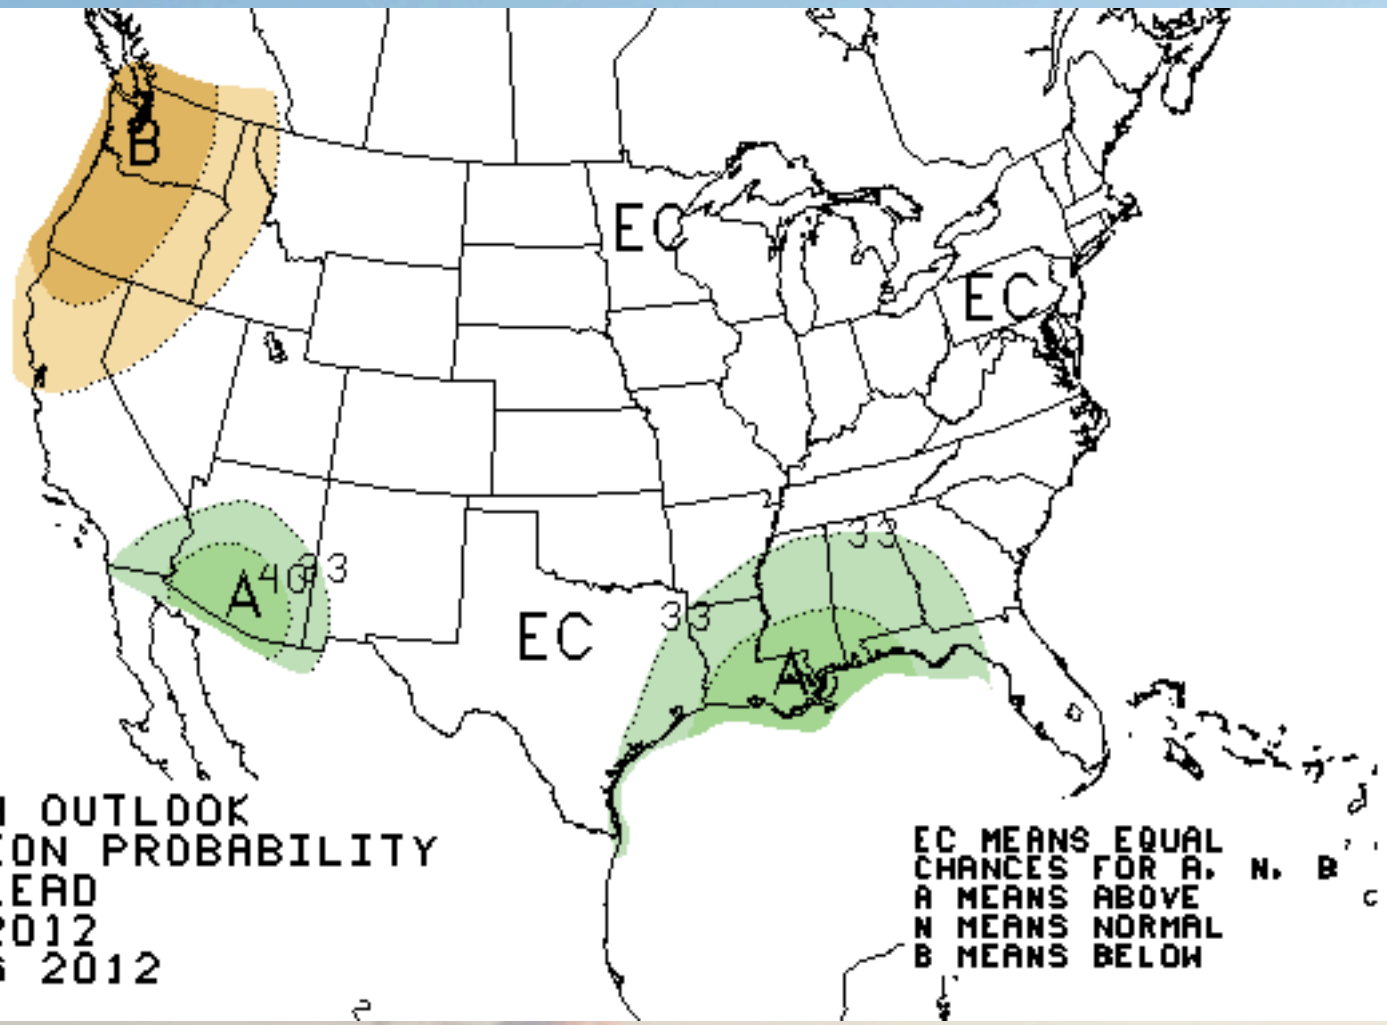 B
EC
EC
33
40
33
A
EC
33
A
OUTLOOK
ON PROBABILITY
LEAD
2012
2012
EC MEANS EQUAL
CHANCES FOR A. N. B
A MEANS ABOVE
N MEANS NORMAL
B MEANS BELOW